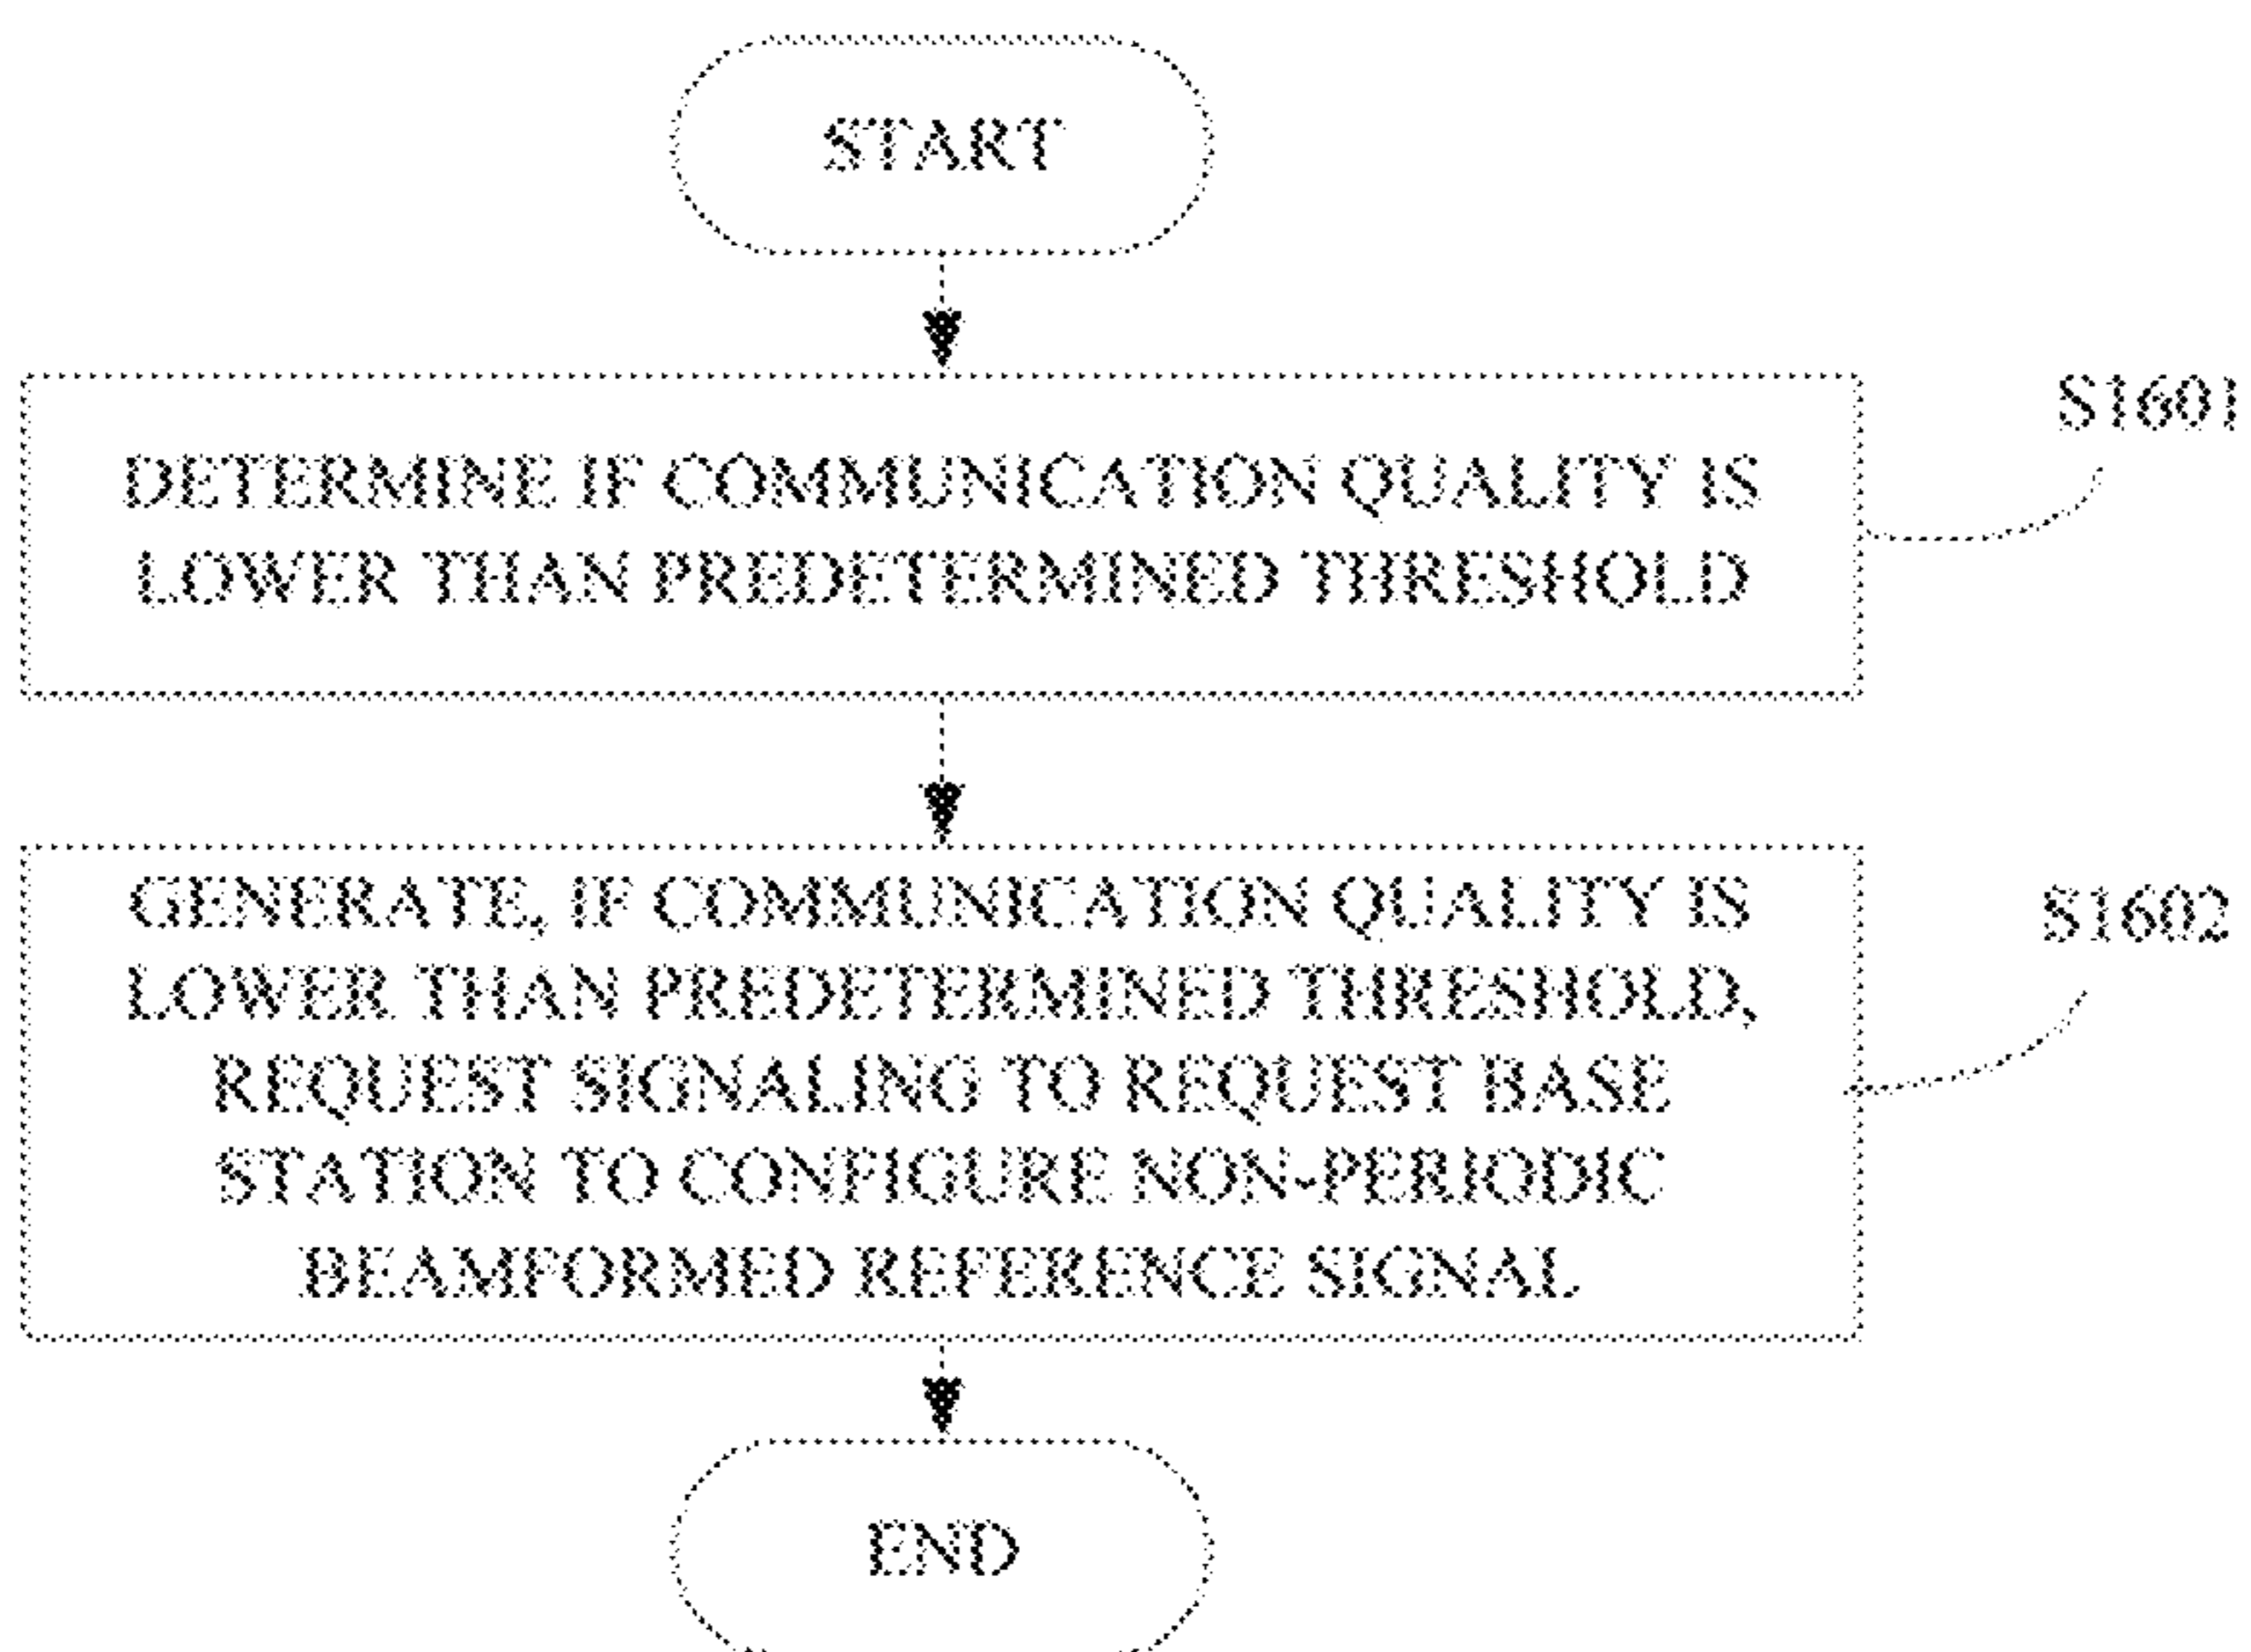 START
S1601
DETERMINE IF COMMUNICATION QUALITY IS
LOWER THAN PREDETERMINED THRESHOLD
GENERATE, IF COMMUNICATION QUALITY IS
S1602
LOWER THAN PREDETERMINED THRESHOLD,
REQUEST SIGNALING TO REQUEST BASE
STATION TO CONFIGURE NON-PERIODIC
BEAMFORMED REFERENCE SIGNAL
END